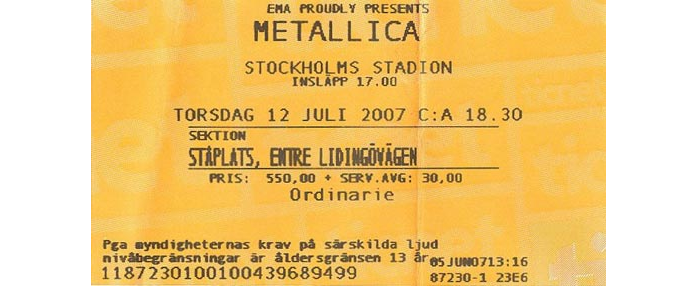 EMA PROUDLY PRESENTS
METALLICA
STOCKHOLMS STADION
INSLÄPP 17.00
TORSDAG 12 JULI 2007 C:A 18.30
SEKTION
STÅPLATS, ENTRE LIDINGÖVÄGEN
PRIS: 550,00 + SERV.AVG: 30,00
Ordinarie
Pga myndigheternas krav på särskilda ljud
nivåbegränsningar är åldersgränsen 13 år
05JUN0713:16
1187230100100439689499
87230-1 23E6